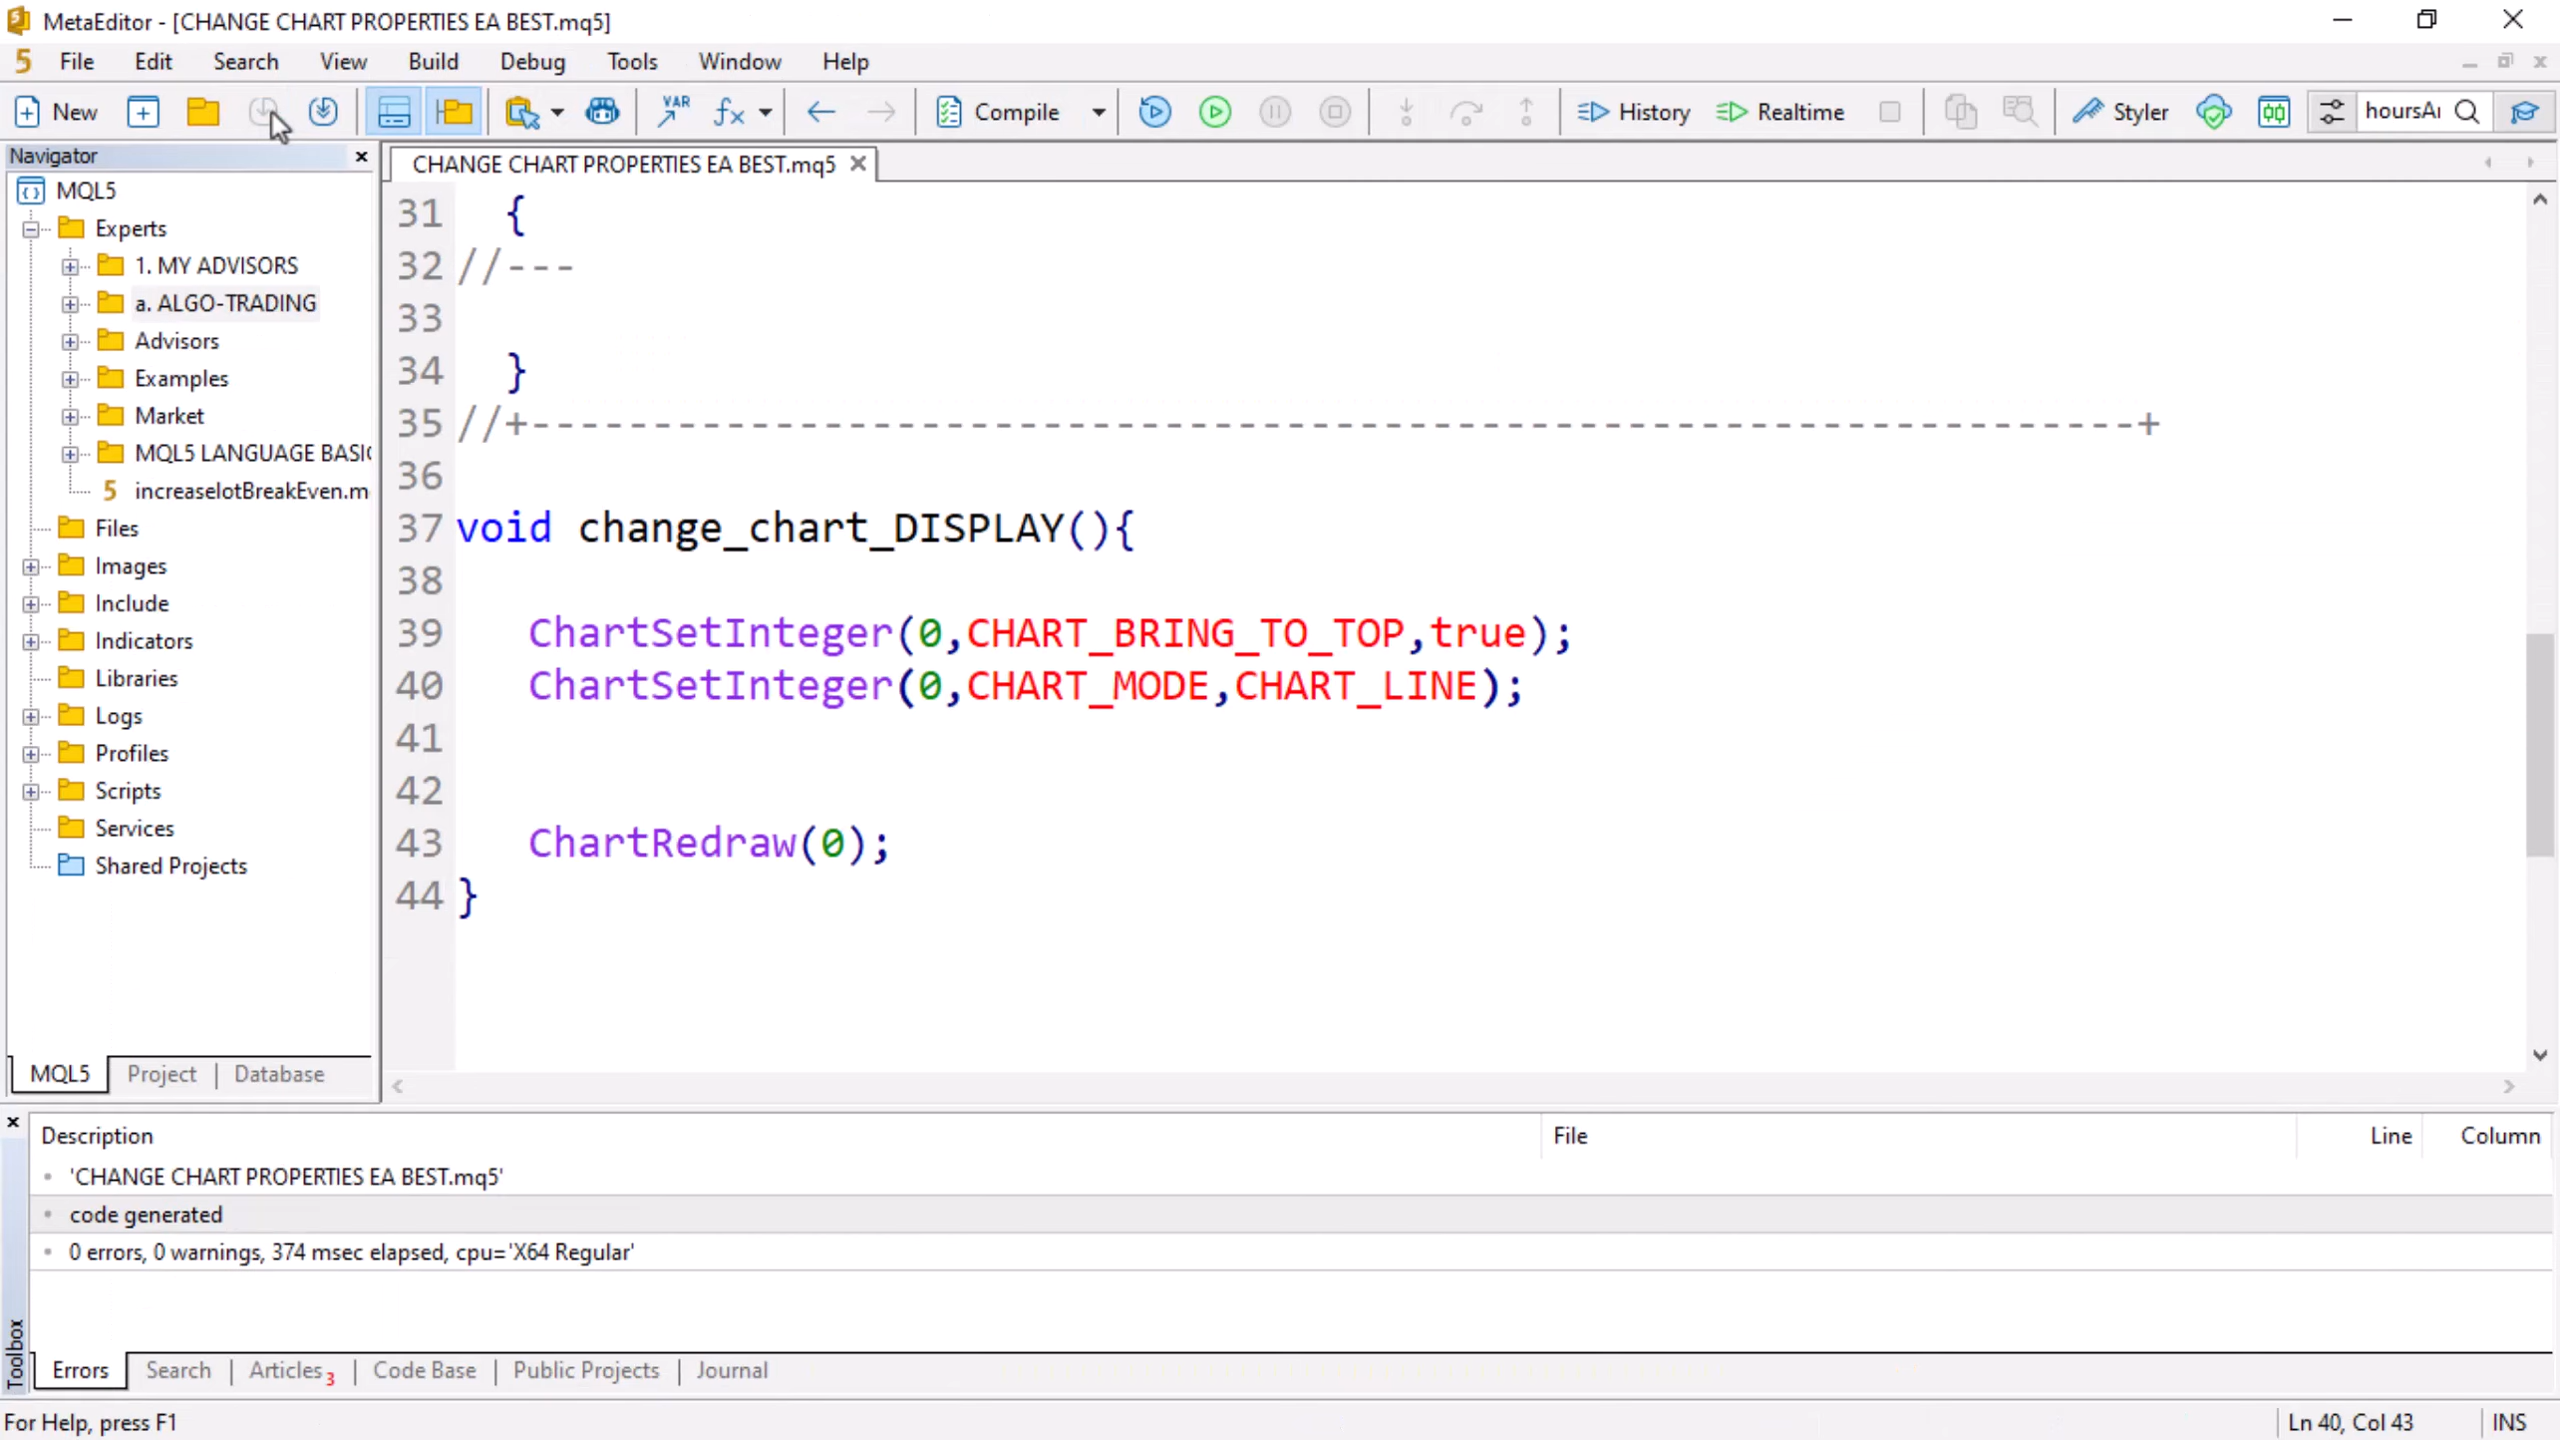 MetaEditor - [CHANGE CHART PROPERTIES EA BEST.mq5]
5 File Edit Search View Build Debug Tools Window Help
New VAR fx Compile History Realtime Styler hoursAı
Navigator
MQL5
Experts
1. MY ADVISORS
a. ALGO-TRADING
Advisors
Examples
Market
MQL5 LANGUAGE BASIC
5 increaselotBreakEven.m
Files
Images
Include
Indicators
Libraries
Logs
Profiles
Scripts
Services
Shared Projects
MQL5 Project Database
CHANGE CHART PROPERTIES EA BEST.mq5
31 {
32 //---
33
34 }
35 //+------------------------------------------------------------------+
36
37 void change_chart_DISPLAY(){
38
39 ChartSetInteger(0,CHART_BRING_TO_TOP,true);
40 ChartSetInteger(0,CHART_MODE,CHART_LINE);
41
42
43 ChartRedraw(0);
44 }
Description File Line Column
'CHANGE CHART PROPERTIES EA BEST.mq5'
code generated
0 errors, 0 warnings, 374 msec elapsed, cpu='X64 Regular'
Toolbox
Errors Search Articles 3 Code Base Public Projects Journal
For Help, press F1 Ln 40, Col 43 INS